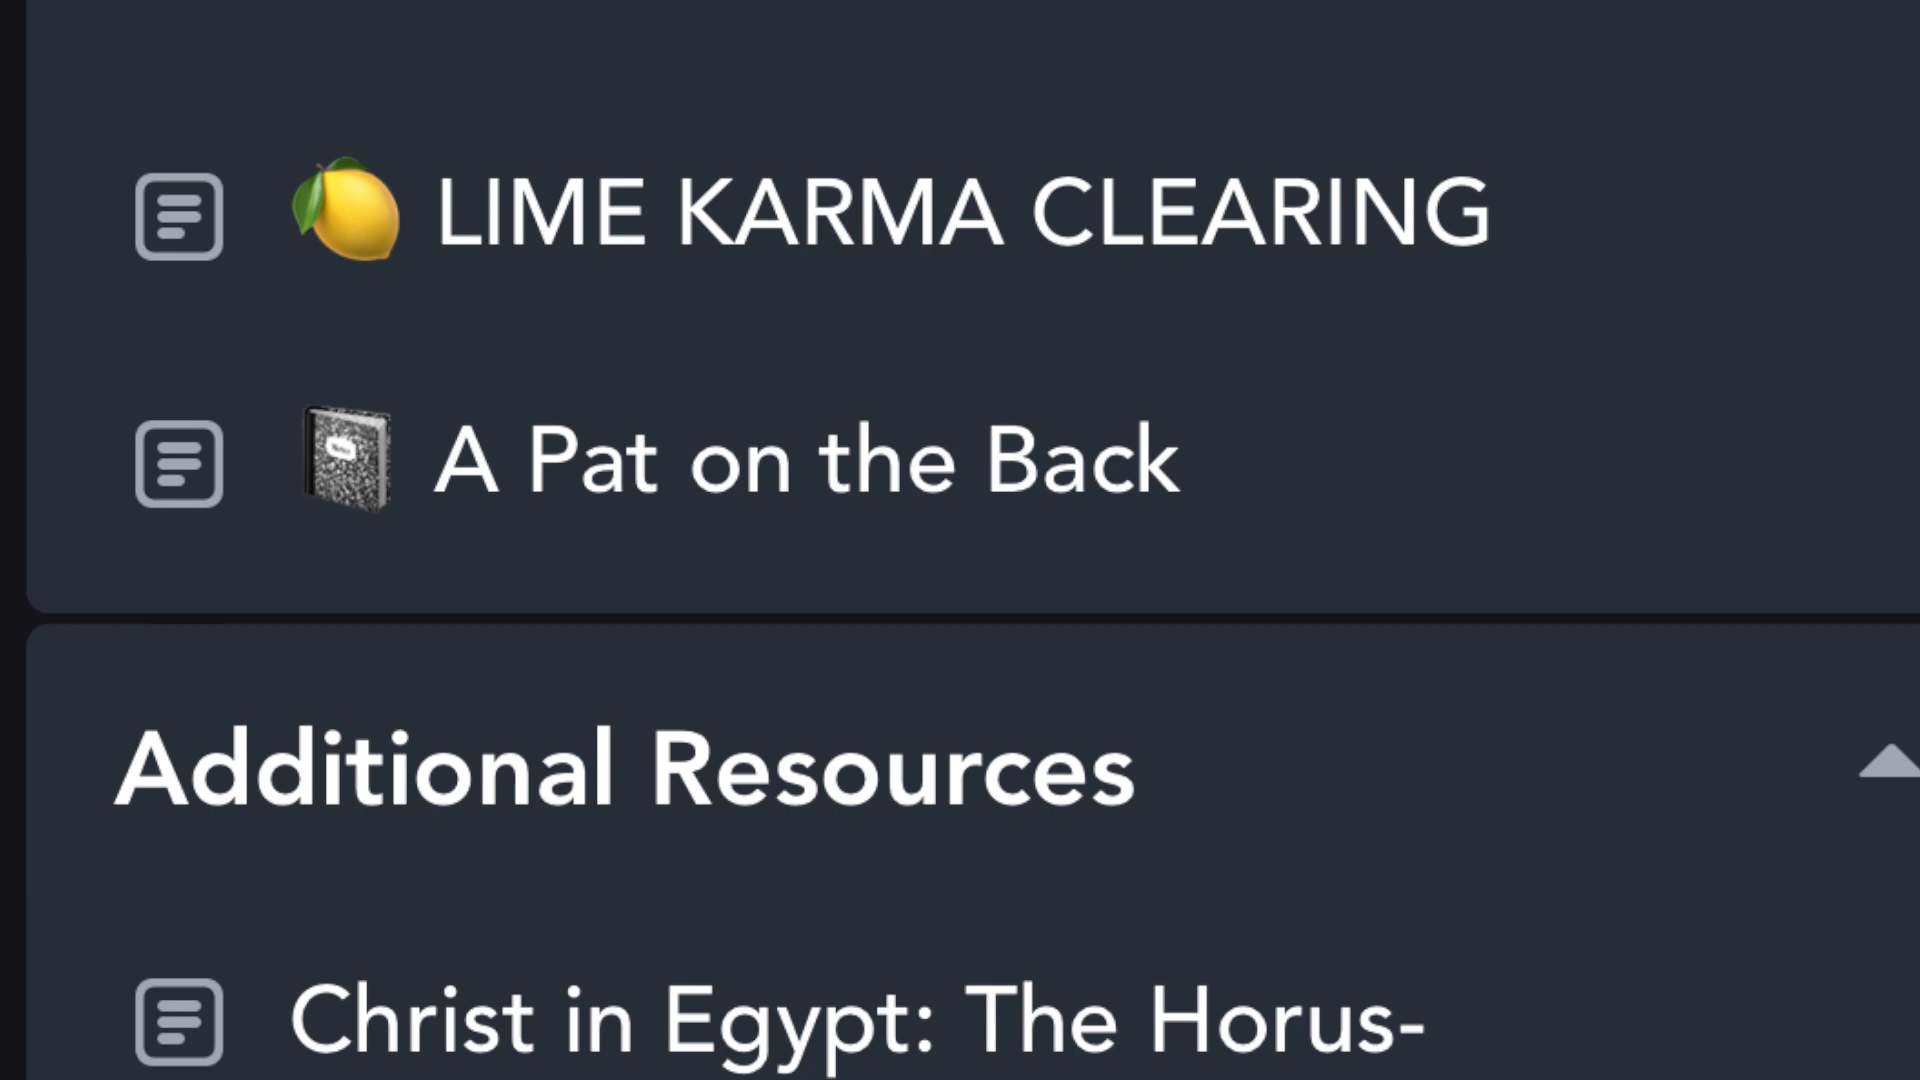 🍋 LIME KARMA CLEARING
📓 A Pat on the Back
Additional Resources
Christ in Egypt: The Horus-